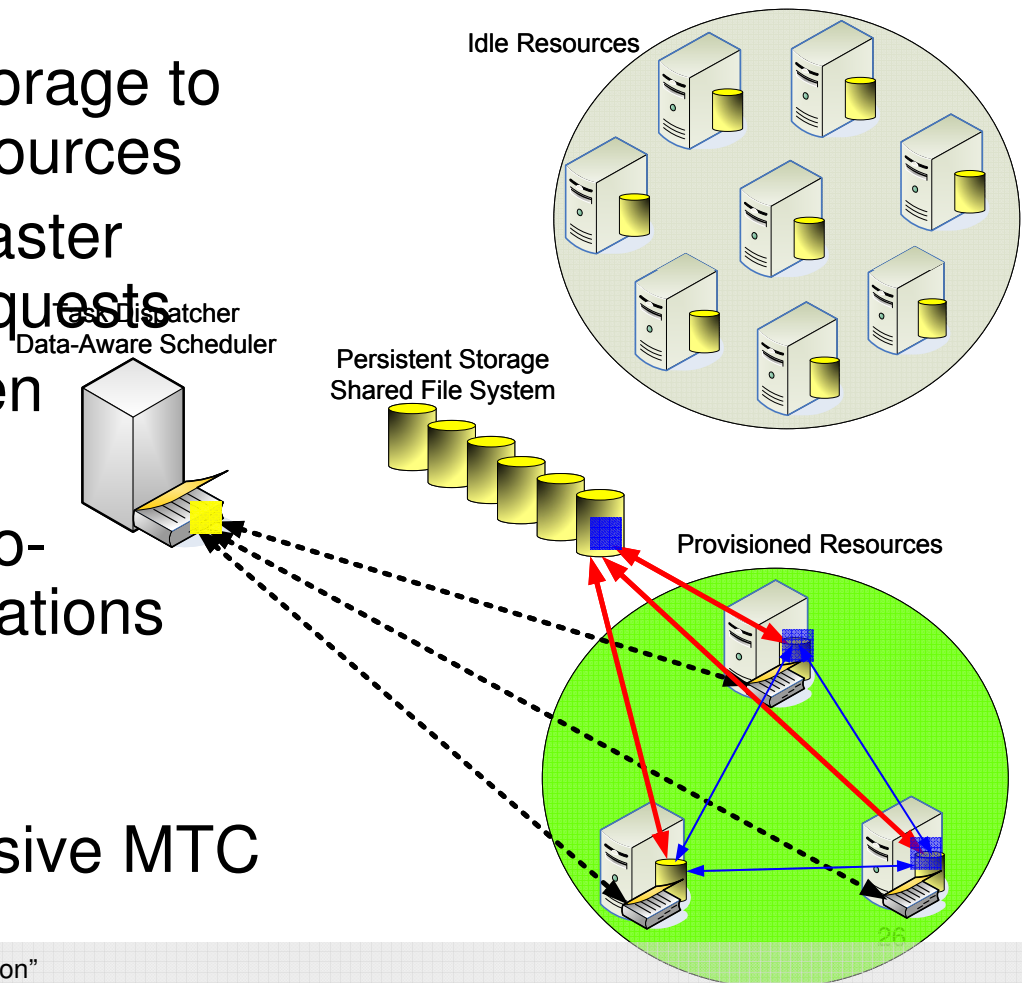 Idle Resources
orage to
ources
aster
quests
Task Dispatcher
Data-Aware Scheduler
Persistent Storage
Shared File System
en
o-
Provisioned Resources
ations
sive MTC
26
on”